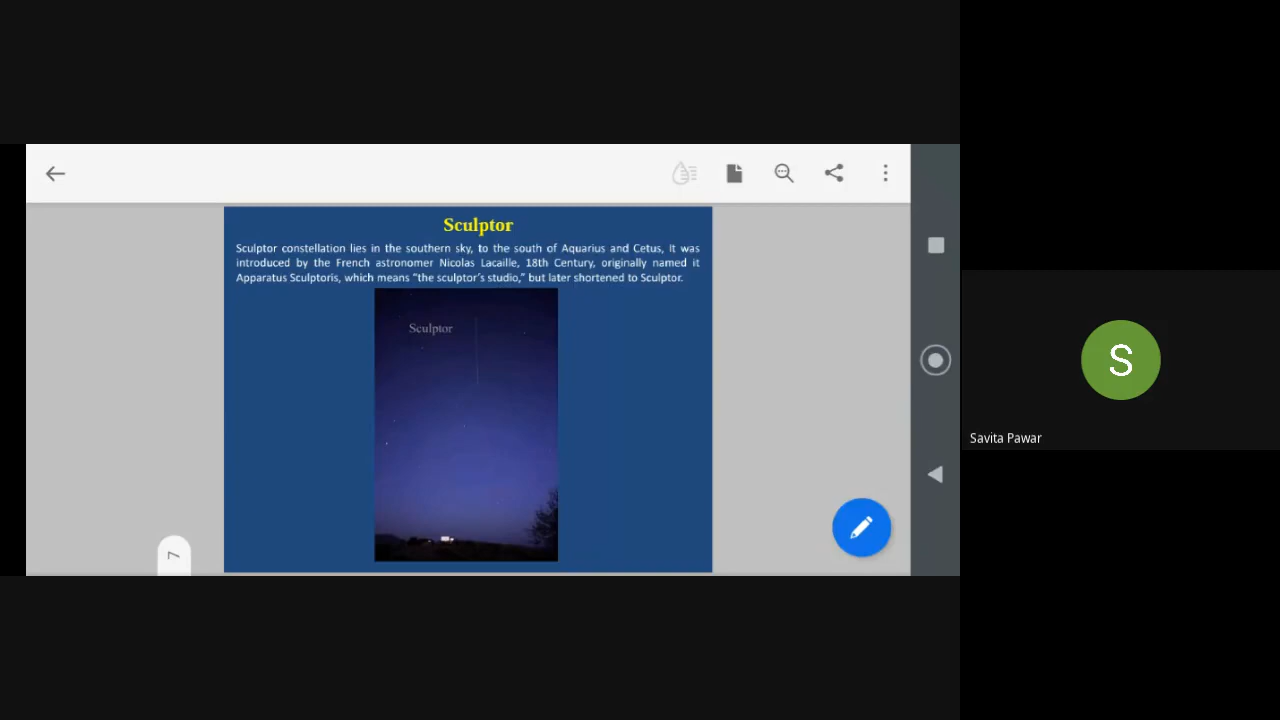 Sculptor
Sculptor constellation lies in the southern sky, to the south of Aquarius and Cetus, It was
introduced by the French astronomer Nicolas Lacaille, 18th Century, originally named it
Apparatus Sculptoris, which means “the sculptor’s studio,” but later shortened to Sculptor.
Sculptor
7
S
Savita Pawar